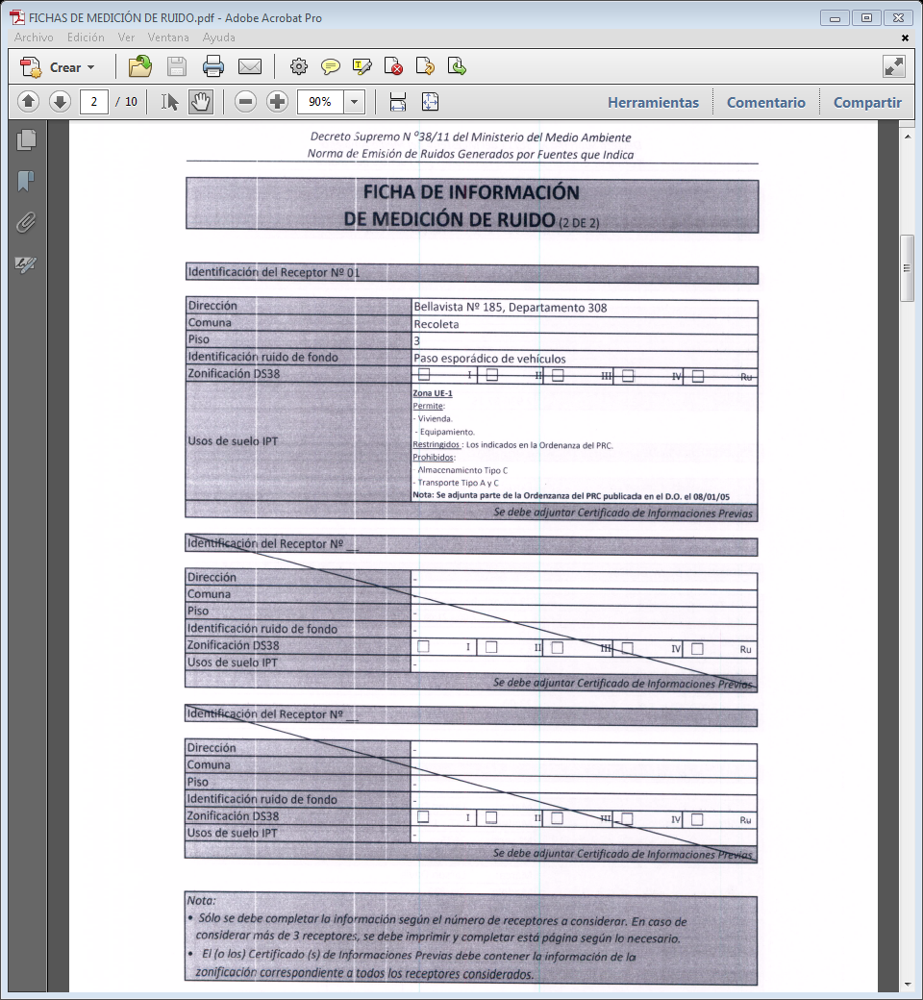 FICHAS DE MEDICIÓN DE RUIDO.pdf - Adobe Acrobat Pro
Archivo Edición Ver Ventana Ayuda
Crear
2 / 10 90% Herramientas Comentario Compartir
Decreto Supremo N º38/11 del Ministerio del Medio Ambiente
Norma de Emisión de Ruidos Generados por Fuentes que Indica
FICHA DE INFORMACIÓN
DE MEDICIÓN DE RUIDO (2 DE 2)
Identificación del Receptor Nº 01
Dirección Bellavista Nº 185, Departamento 308
Comuna Recoleta
Piso 3
Identificación ruido de fondo Paso esporádico de vehículos
Zonificación DS38 I II III IV Ru
Usos de suelo IPT
Zona UE-1
Permite:
- Vivienda.
- Equipamiento.
Restringidos : Los indicados en la Ordenanza del PRC.
Prohibidos:
- Almacenamiento Tipo C
- Transporte Tipo A y C
Nota: Se adjunta parte de la Ordenzanza del PRC publicada en el D.O. el 08/01/05
Se debe adjuntar Certificado de Informaciones Previas
Identificación del Receptor Nº __
Dirección -
Comuna -
Piso -
Identificación ruido de fondo -
Zonificación DS38 I II III IV Ru
Usos de suelo IPT -
Se debe adjuntar Certificado de Informaciones Previas
Identificación del Receptor Nº __
Dirección -
Comuna -
Piso -
Identificación ruido de fondo -
Zonificación DS38 I II III IV Ru
Usos de suelo IPT -
Se debe adjuntar Certificado de Informaciones Previas
Nota:
• Sólo se debe completar la información según el número de receptores a considerar. En caso de
considerar más de 3 receptores, se debe imprimir y completar está página según lo necesario.
• El (o los) Certificado (s) de Informaciones Previas debe contener la información de la
zonificación correspondiente a todos los receptores considerados.